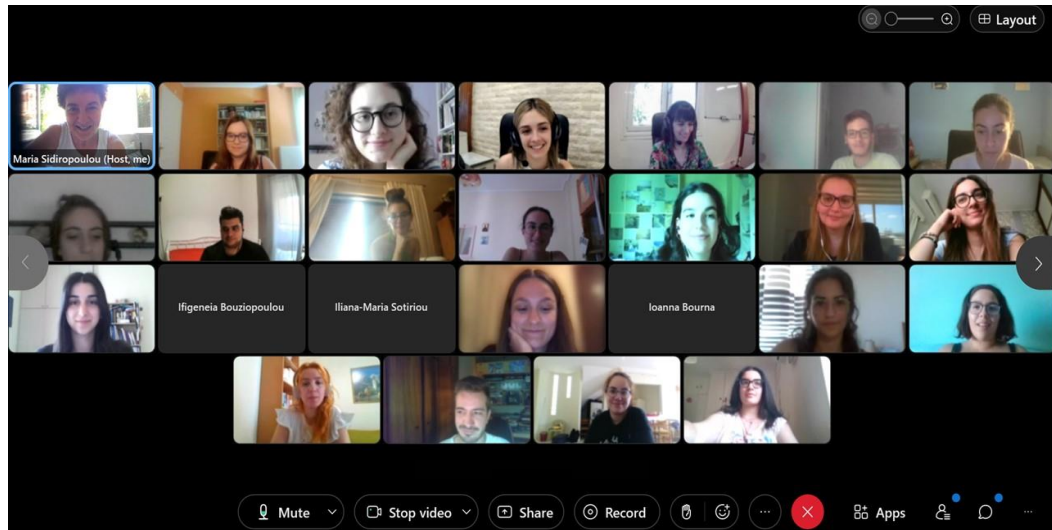 Layout
Maria Sidiropoulou (Host, me)
Ifigeneia Bouziopoulou
Iliana-Maria Sotiriou
Ioanna Bourna
Mute
Stop video
Share
Record
Apps